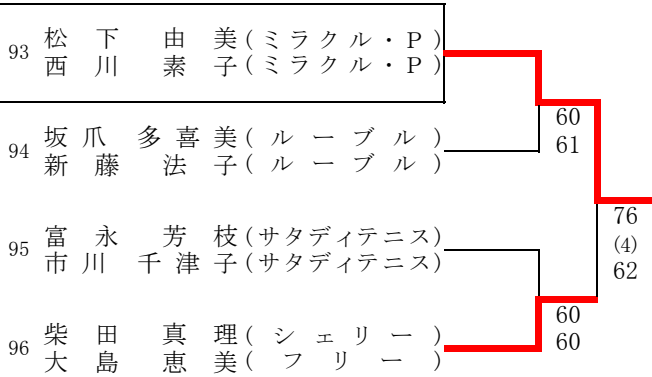 93 松下 由美(ミラクル・P)
西川 素子(ミラクル・P)
60
61
94 坂爪 多喜美(ルーブル)
新藤 法子(ルーブル)
76
(4)
62
95 富永 芳枝(サタディテニス)
市川 千津子(サタディテニス)
60
60
96 柴田 真理(シェリー)
大島 恵美(フリー)